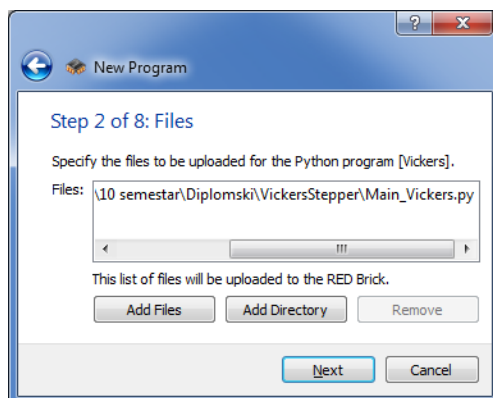 New Program
Step 2 of 8: Files
Specify the files to be uploaded for the Python program [Vickers].
Files: \10 semestar\Diplomski\VickersStepper\Main_Vickers.py
This list of files will be uploaded to the RED Brick.
Add Files Add Directory Remove
Next Cancel